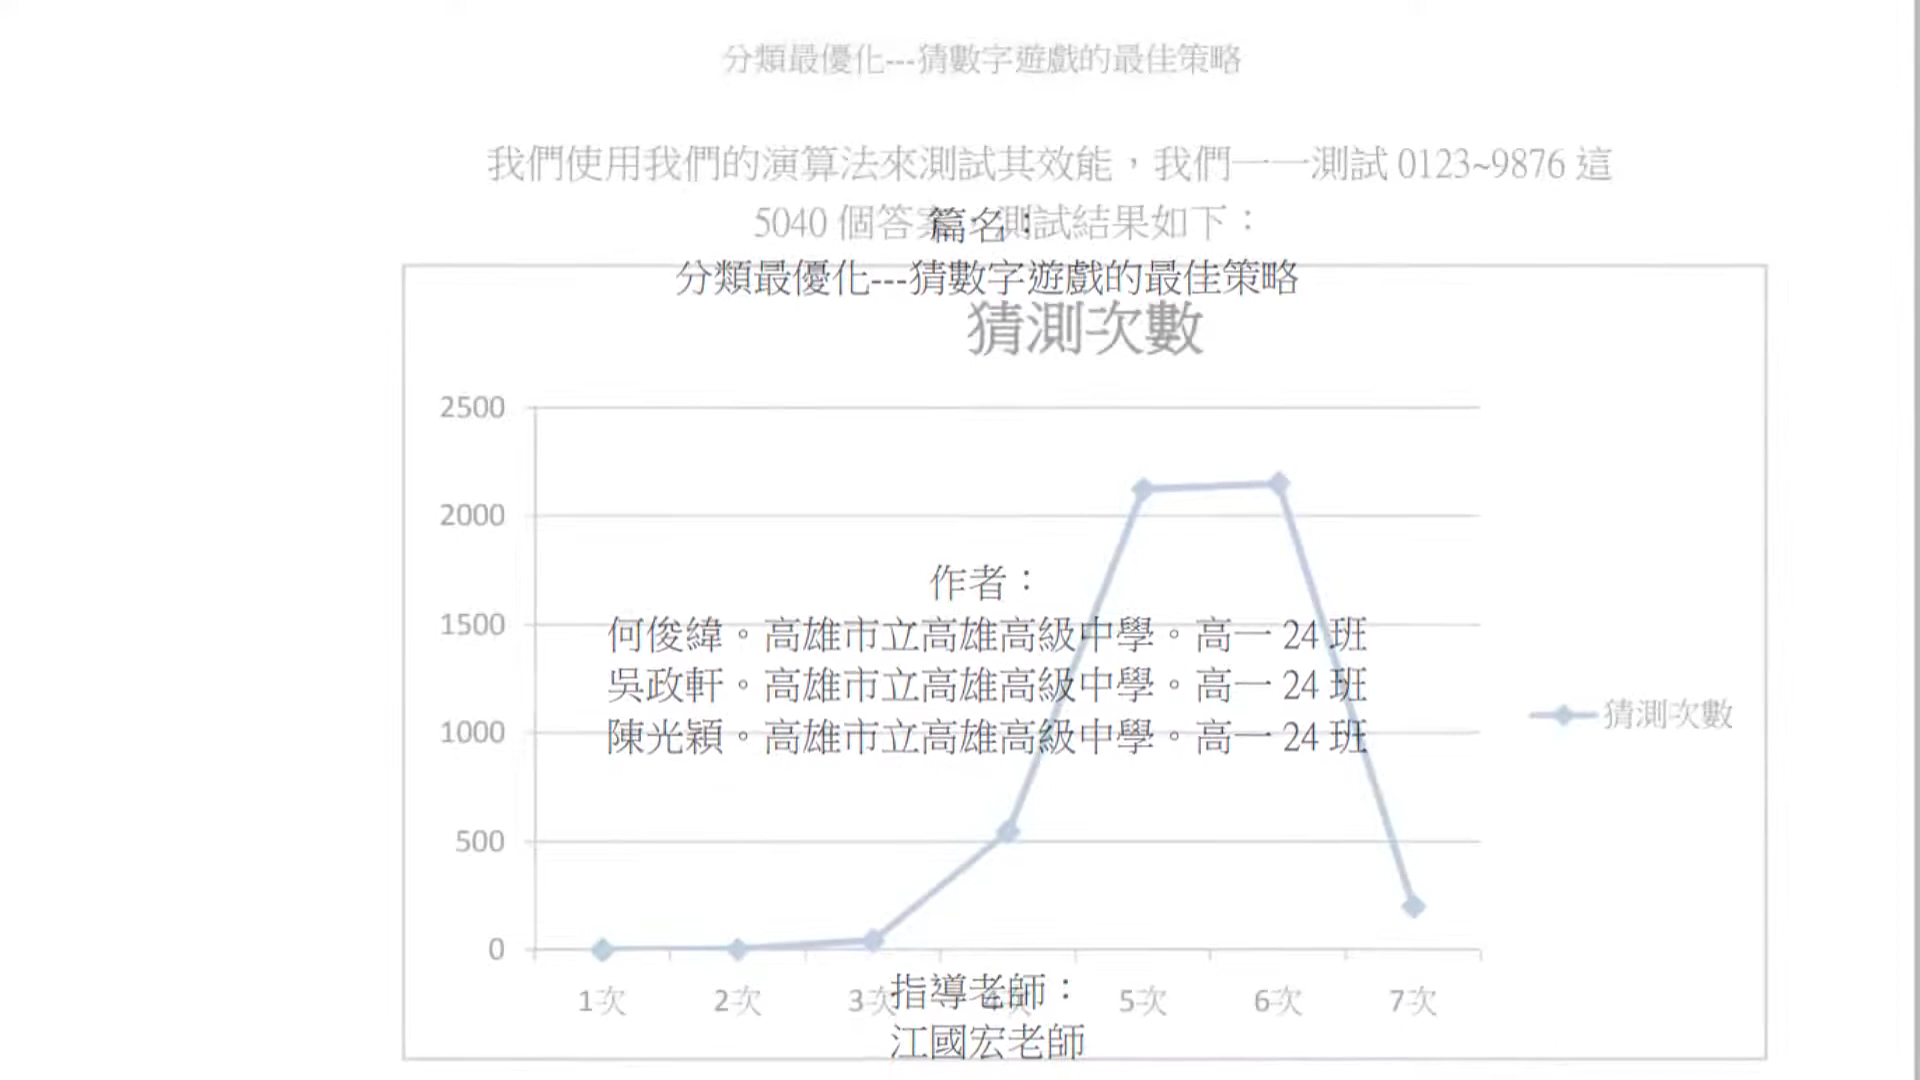 分類最優化---猜數字遊戲的最佳策略
我們使用我們的演算法來測試其效能，我們一一測試 0123~9876 這
5040 個答案，測試結果如下：
篇名：
分類最優化---猜數字遊戲的最佳策略
猜測次數
2500
2000
1500
1000
500
0
作者：
何俊緯。高雄市立高雄高級中學。高一 24 班
吳政軒。高雄市立高雄高級中學。高一 24 班
陳光穎。高雄市立高雄高級中學。高一 24 班
猜測次數
1次 2次 3次 4次 5次 6次 7次
指導老師：
江國宏老師